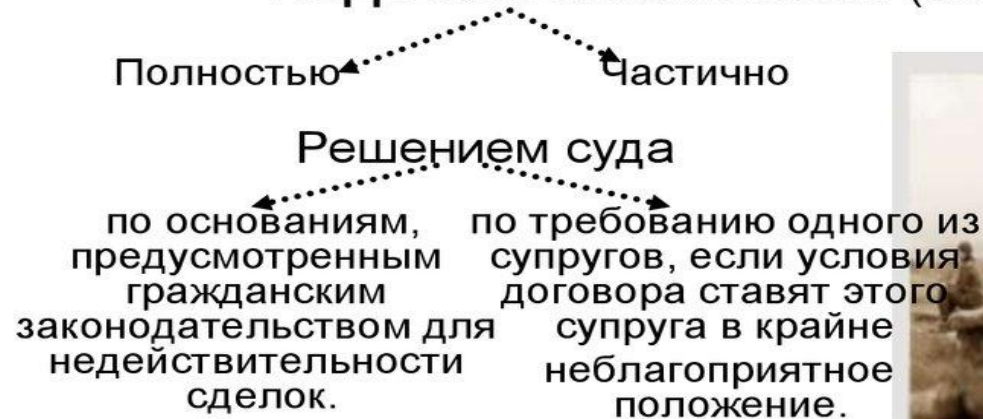 Полностью Частично
Решением суда
по основаниям,
предусмотренным
гражданским
законодательством для
недействительности
сделок.
по требованию одного из
супругов, если условия
договора ставят этого
супруга в крайне
неблагоприятное
положение.